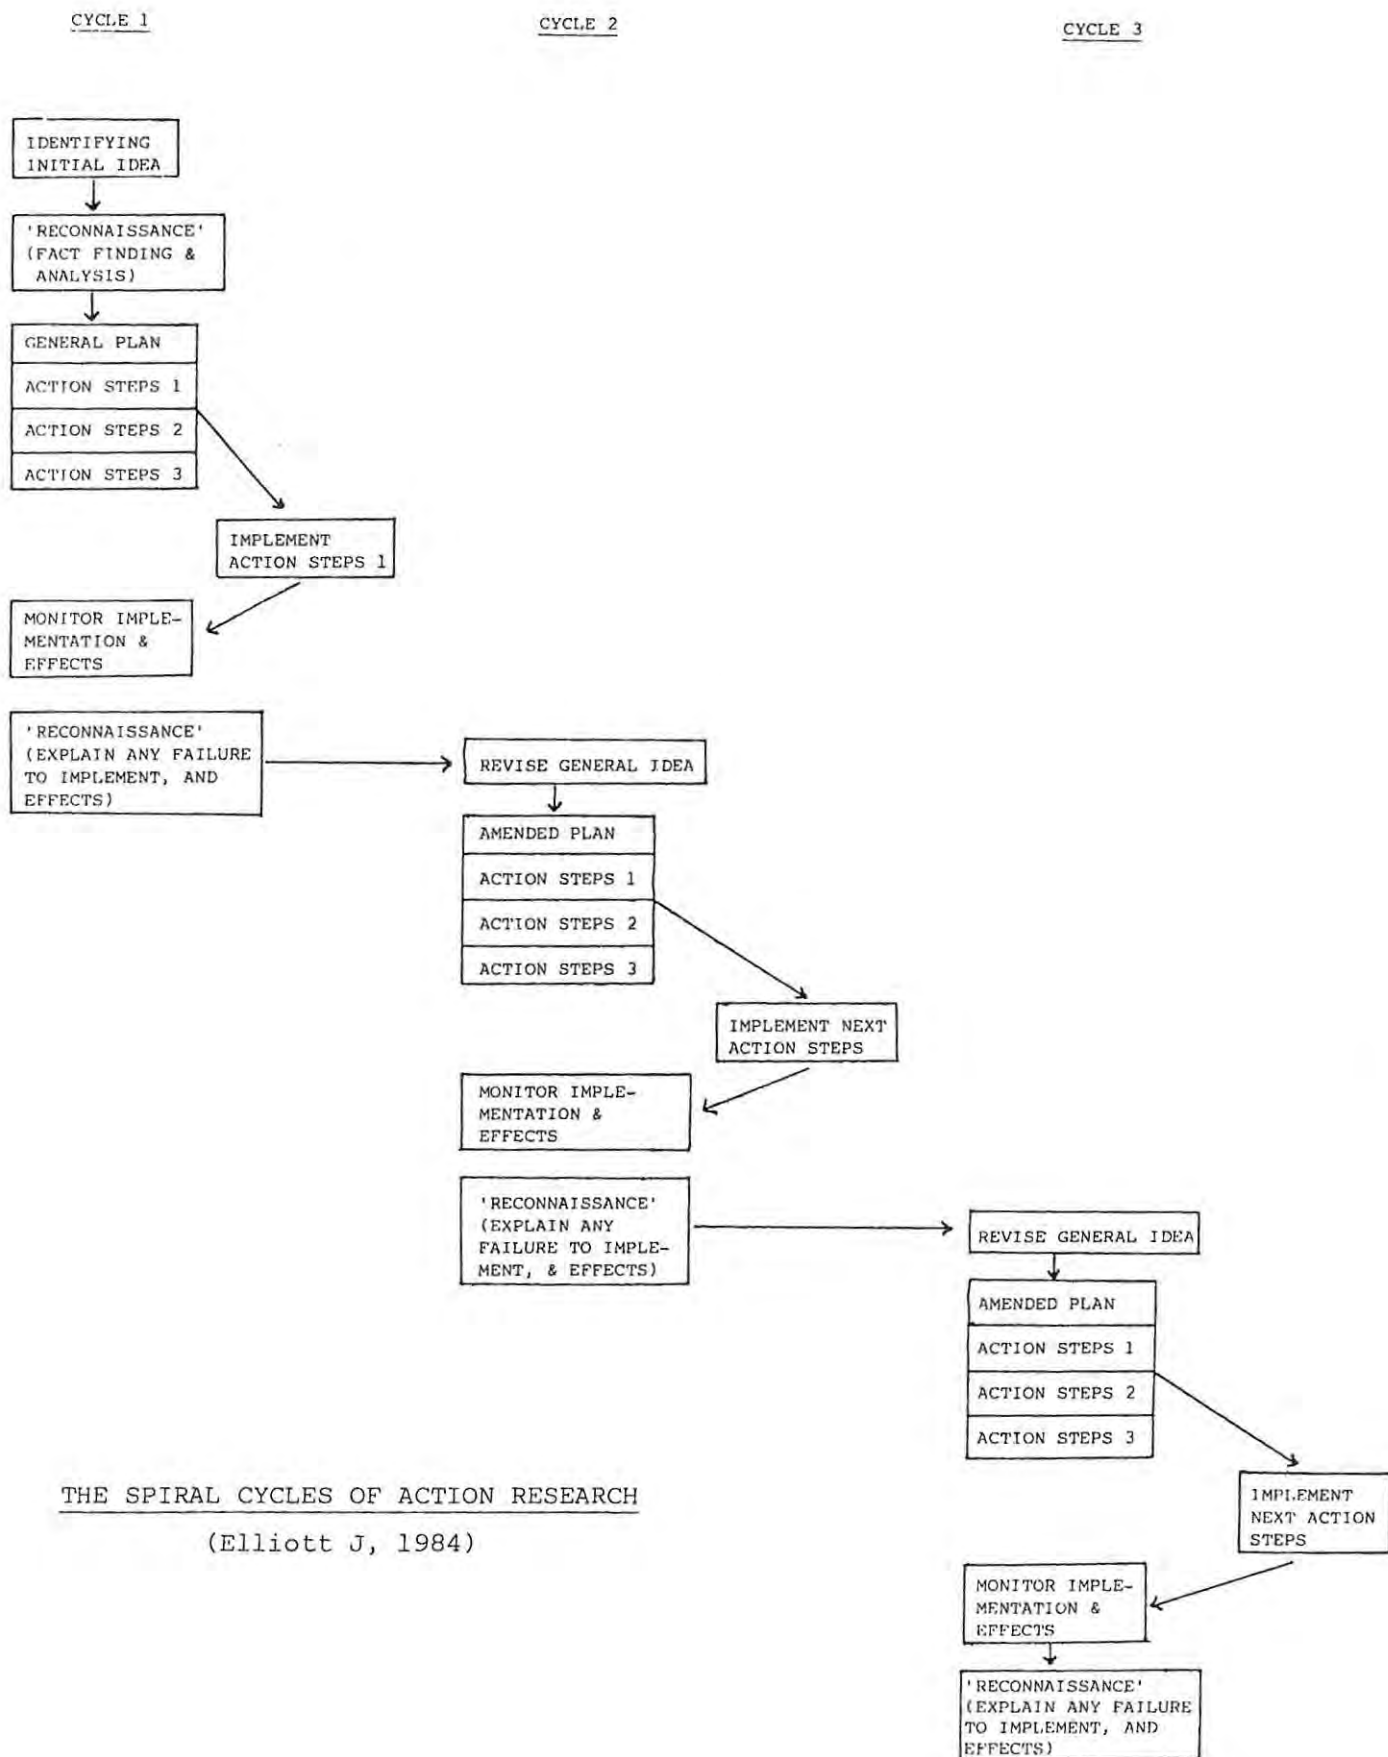 CYCLE 1
CYCLE 2
CYCLE 3
IDENTIFYING
INITIAL IDEA
'RECONNAISSANCE'
(FACT FINDING &
ANALYSIS)
GENERAL PLAN
ACTION STEPS 1
ACTION STEPS 2
ACTION STEPS 3
IMPLEMENT
ACTION STEPS 1
MONITOR IMPLE-
MENTATION &
EFFECTS
'RECONNAISSANCE'
(EXPLAIN ANY FAILURE
TO IMPLEMENT, AND
EFFECTS)
REVISE GENERAL IDEA
AMENDED PLAN
ACTION STEPS 1
ACTION STEPS 2
ACTION STEPS 3
IMPLEMENT NEXT
ACTION STEPS
MONITOR IMPLE-
MENTATION &
EFFECTS
'RECONNAISSANCE'
(EXPLAIN ANY
FAILURE TO IMPLE-
MENT, & EFFECTS)
REVISE GENERAL IDEA
AMENDED PLAN
ACTION STEPS 1
ACTION STEPS 2
ACTION STEPS 3
IMPLEMENT
NEXT ACTION
STEPS
MONITOR IMPLE-
MENTATION &
EFFECTS
'RECONNAISSANCE'
(EXPLAIN ANY FAILURE
TO IMPLEMENT, AND
EFFECTS)
THE SPIRAL CYCLES OF ACTION RESEARCH
(Elliott J, 1984)